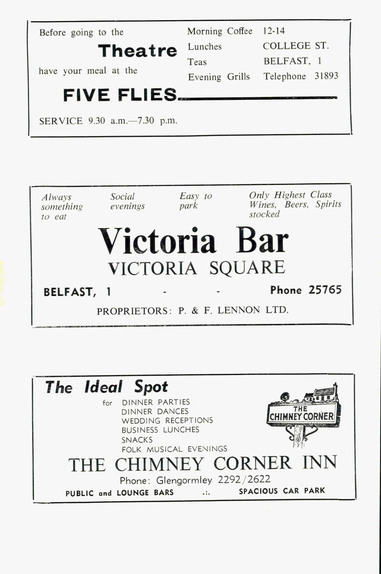 Before going to the
Theatre
have your meal at the
FIVE FLIES
SERVICE 9.30 a.m.—7.30 p.m.
Morning Coffee
Lunches
Teas
Evening Grills
12-14
COLLEGE ST.
BELFAST, 1
Telephone 31893
Always
something
to eat
Social
evenings
Easy to
park
Only Highest Class
Wines, Beers, Spirits
stocked
Victoria Bar
VICTORIA SQUARE
BELFAST, 1 - - Phone 25765
PROPRIETORS: P. & F. LENNON LTD.
The Ideal Spot
for DINNER PARTIES
DINNER DANCES
WEDDING RECEPTIONS
BUSINESS LUNCHES
SNACKS
FOLK MUSICAL EVENINGS
THE
CHIMNEY CORNER
THE CHIMNEY CORNER INN
Phone: Glengormley 2292/2622
PUBLIC and LOUNGE BARS .:. SPACIOUS CAR PARK